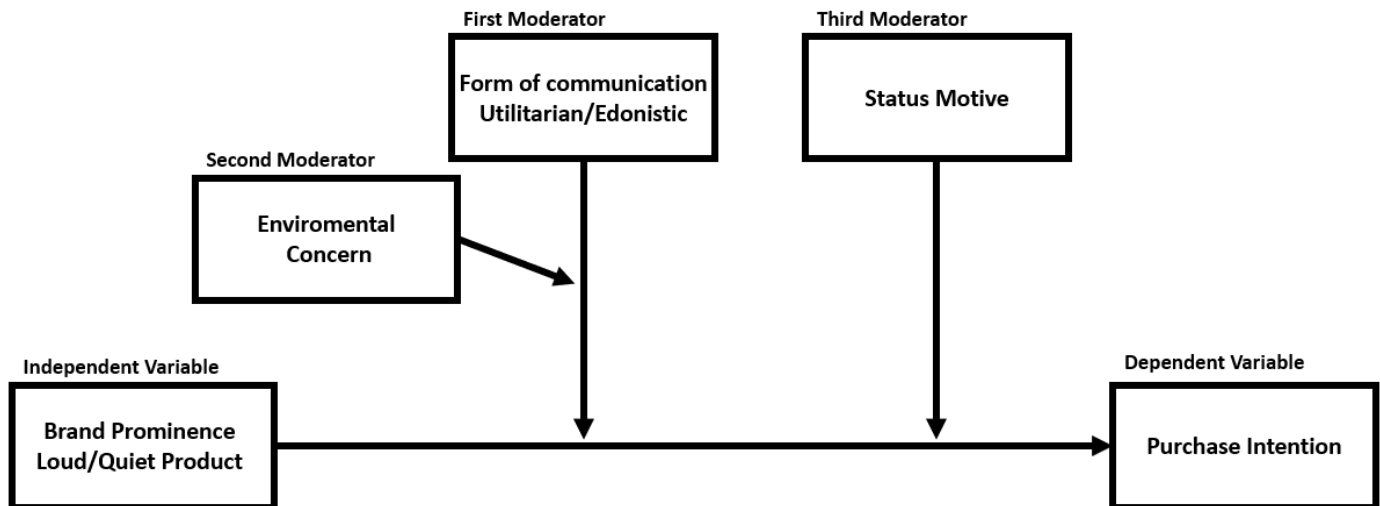 First Moderator
Form of communication
Utilitarian/Edonistic
Third Moderator
Status Motive
Second Moderator
Enviromental
Concern
Independent Variable
Brand Prominence
Loud/Quiet Product
Dependent Variable
Purchase Intention